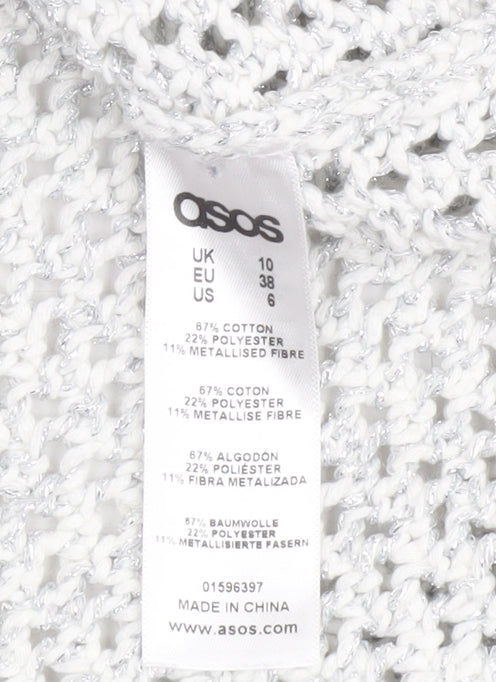 asos
UK 10
EU 38
US 6
67% COTTON
22% POLYESTER
11% METALLISED FIBRE
67% COTON
22% POLYESTER
11% METALLISE FIBRE
67% ALGODÓN
22% POLIÉSTER
11% FIBRA METALIZADA
67% BAUMWOLLE
22% POLYESTER
11% METALLISIERTE FASERN
01596397
MADE IN CHINA
www.asos.com